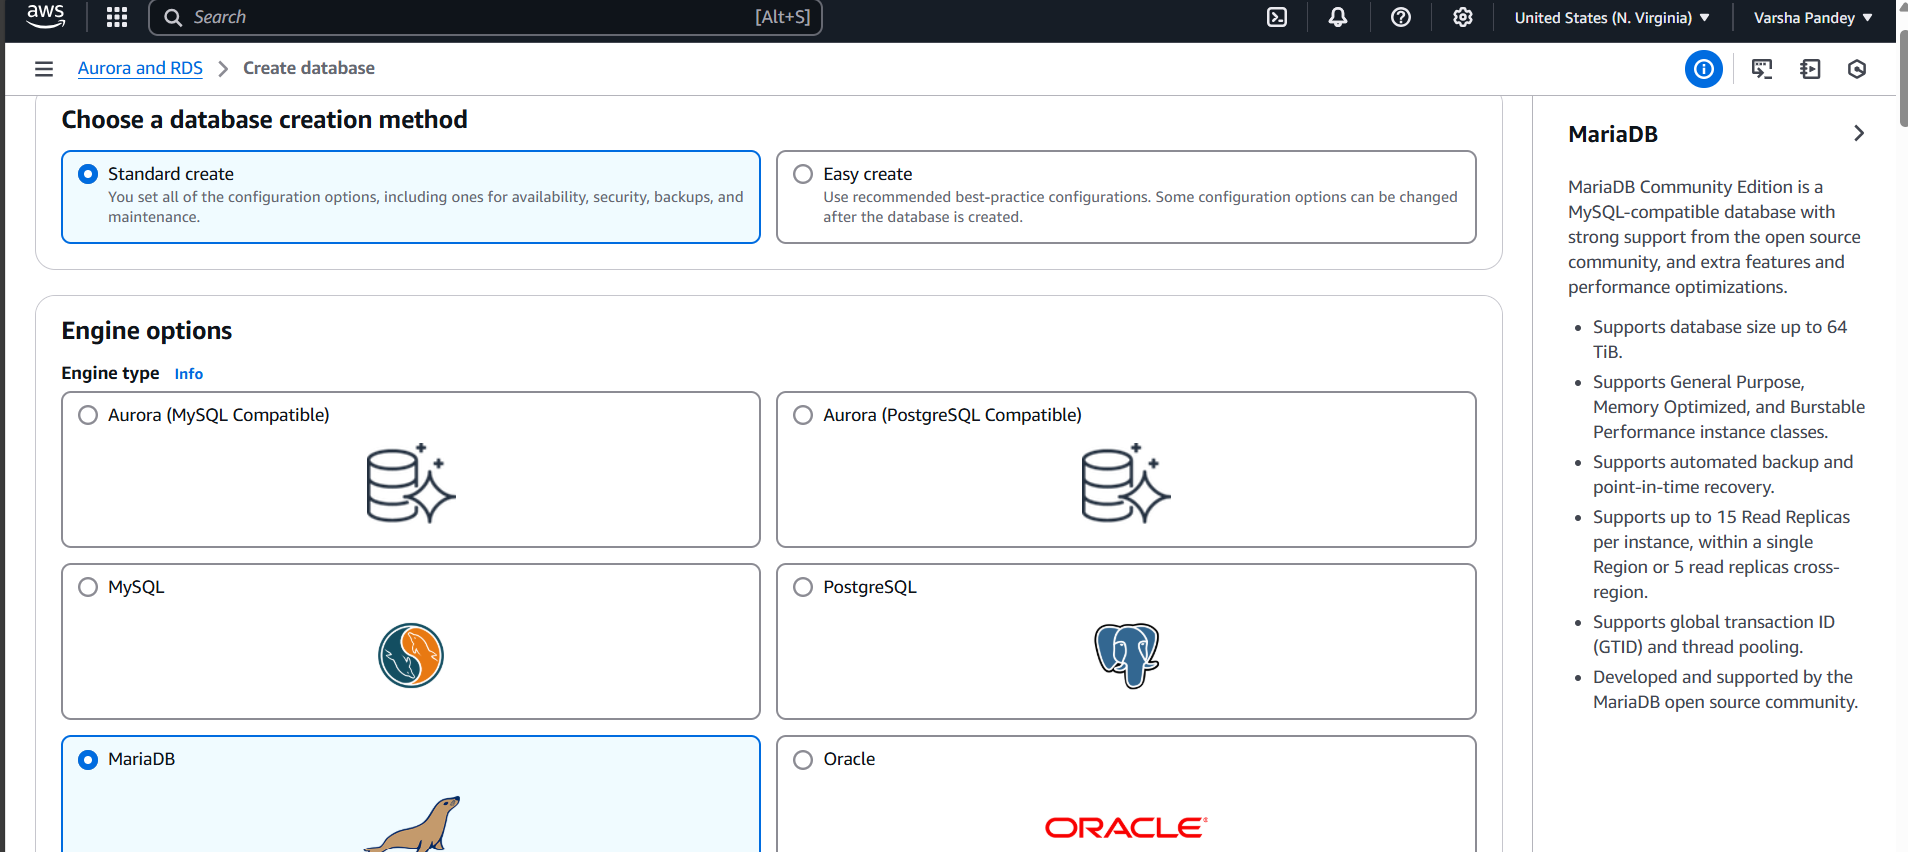 aws
Search
[Alt+S]
United States (N. Virginia)
Varsha Pandey
Aurora and RDS
Create database
Choose a database creation method
Standard create
You set all of the configuration options, including ones for availability, security, backups, and
maintenance.
Easy create
Use recommended best-practice configurations. Some configuration options can be changed
after the database is created.
Engine options
Engine type Info
Aurora (MySQL Compatible)
Aurora (PostgreSQL Compatible)
MySQL
PostgreSQL
MariaDB
Oracle
ORACLE
MariaDB
MariaDB Community Edition is a
MySQL-compatible database with
strong support from the open source
community, and extra features and
performance optimizations.
• Supports database size up to 64
TiB.
• Supports General Purpose,
Memory Optimized, and Burstable
Performance instance classes.
• Supports automated backup and
point-in-time recovery.
• Supports up to 15 Read Replicas
per instance, within a single
Region or 5 read replicas cross-
region.
• Supports global transaction ID
(GTID) and thread pooling.
• Developed and supported by the
MariaDB open source community.